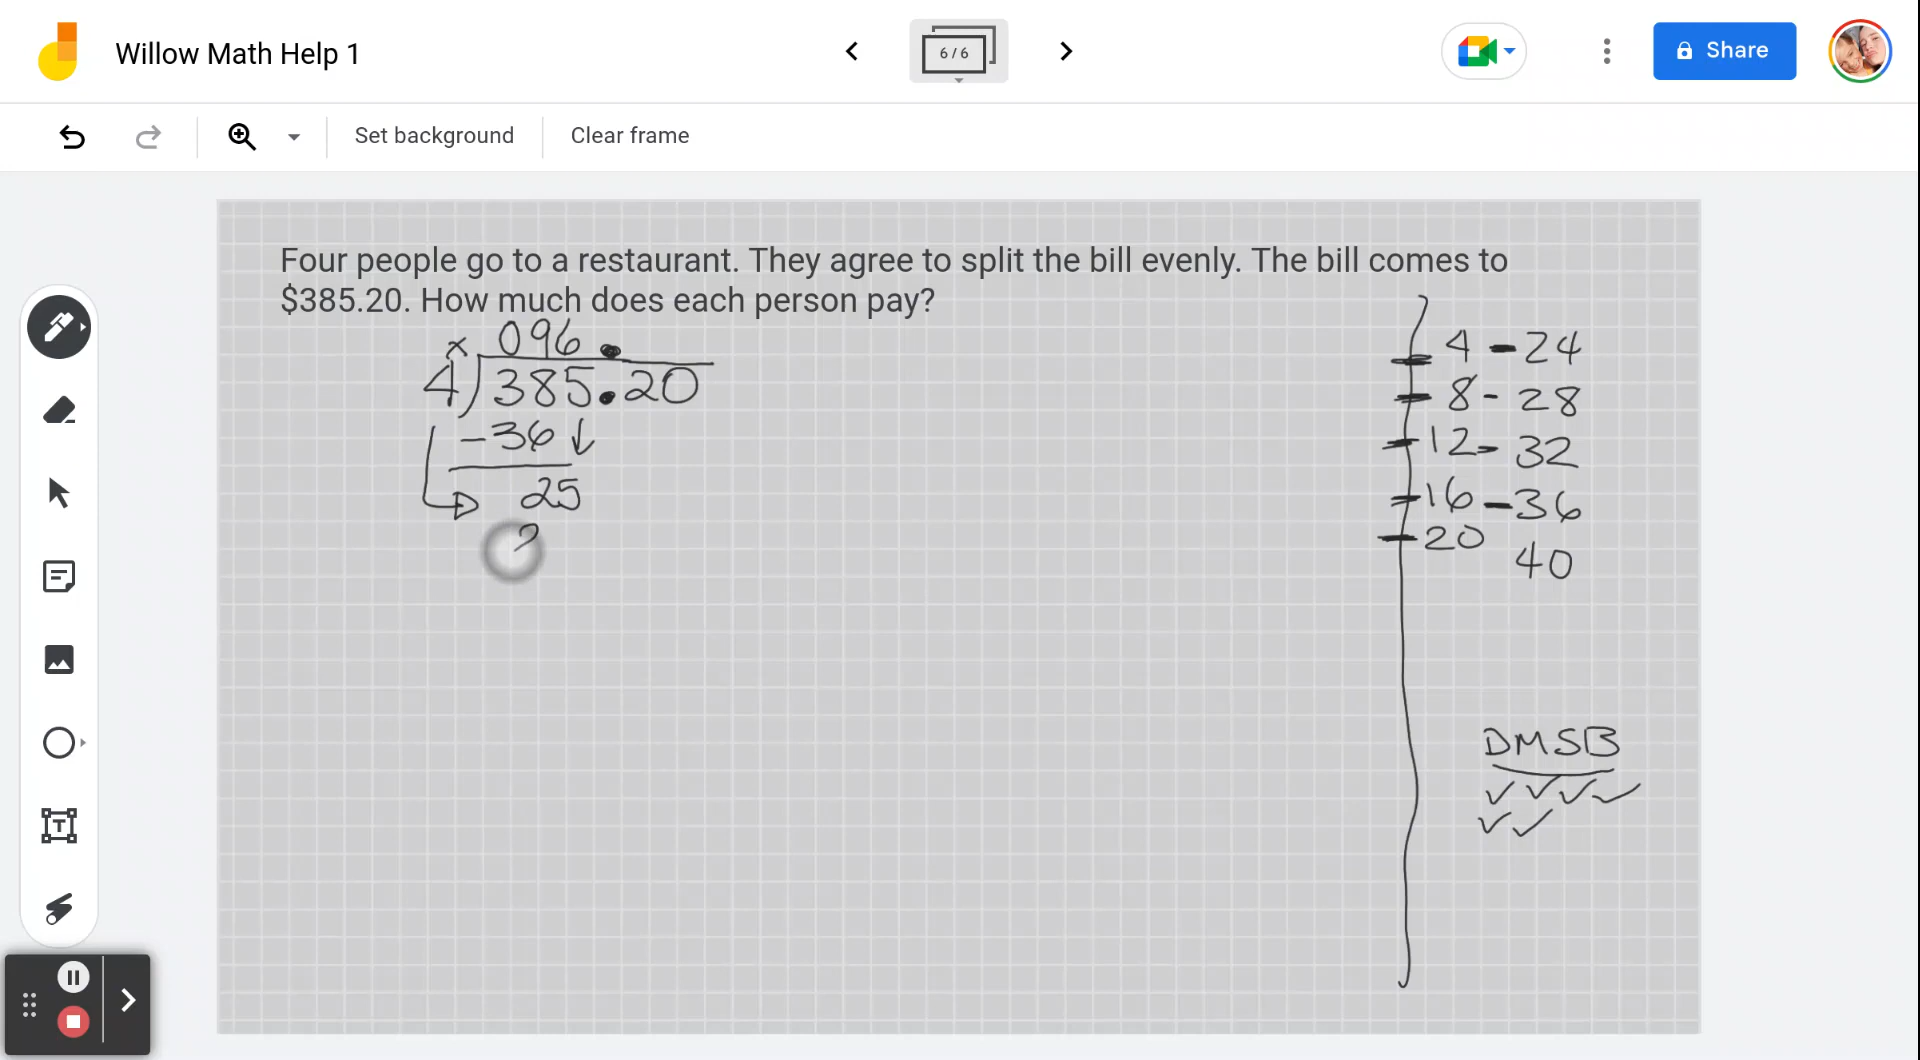 Willow Math Help 1
6 / 6
Share
Set background
Clear frame
Four people go to a restaurant. They agree to split the bill evenly. The bill comes to
$385.20. How much does each person pay?
x 096.
4)385.20
-36↓
25
2
4 - 24
8 - 28
12 - 32
16 - 36
20
40
DMSB
✓✓✓✓
✓✓